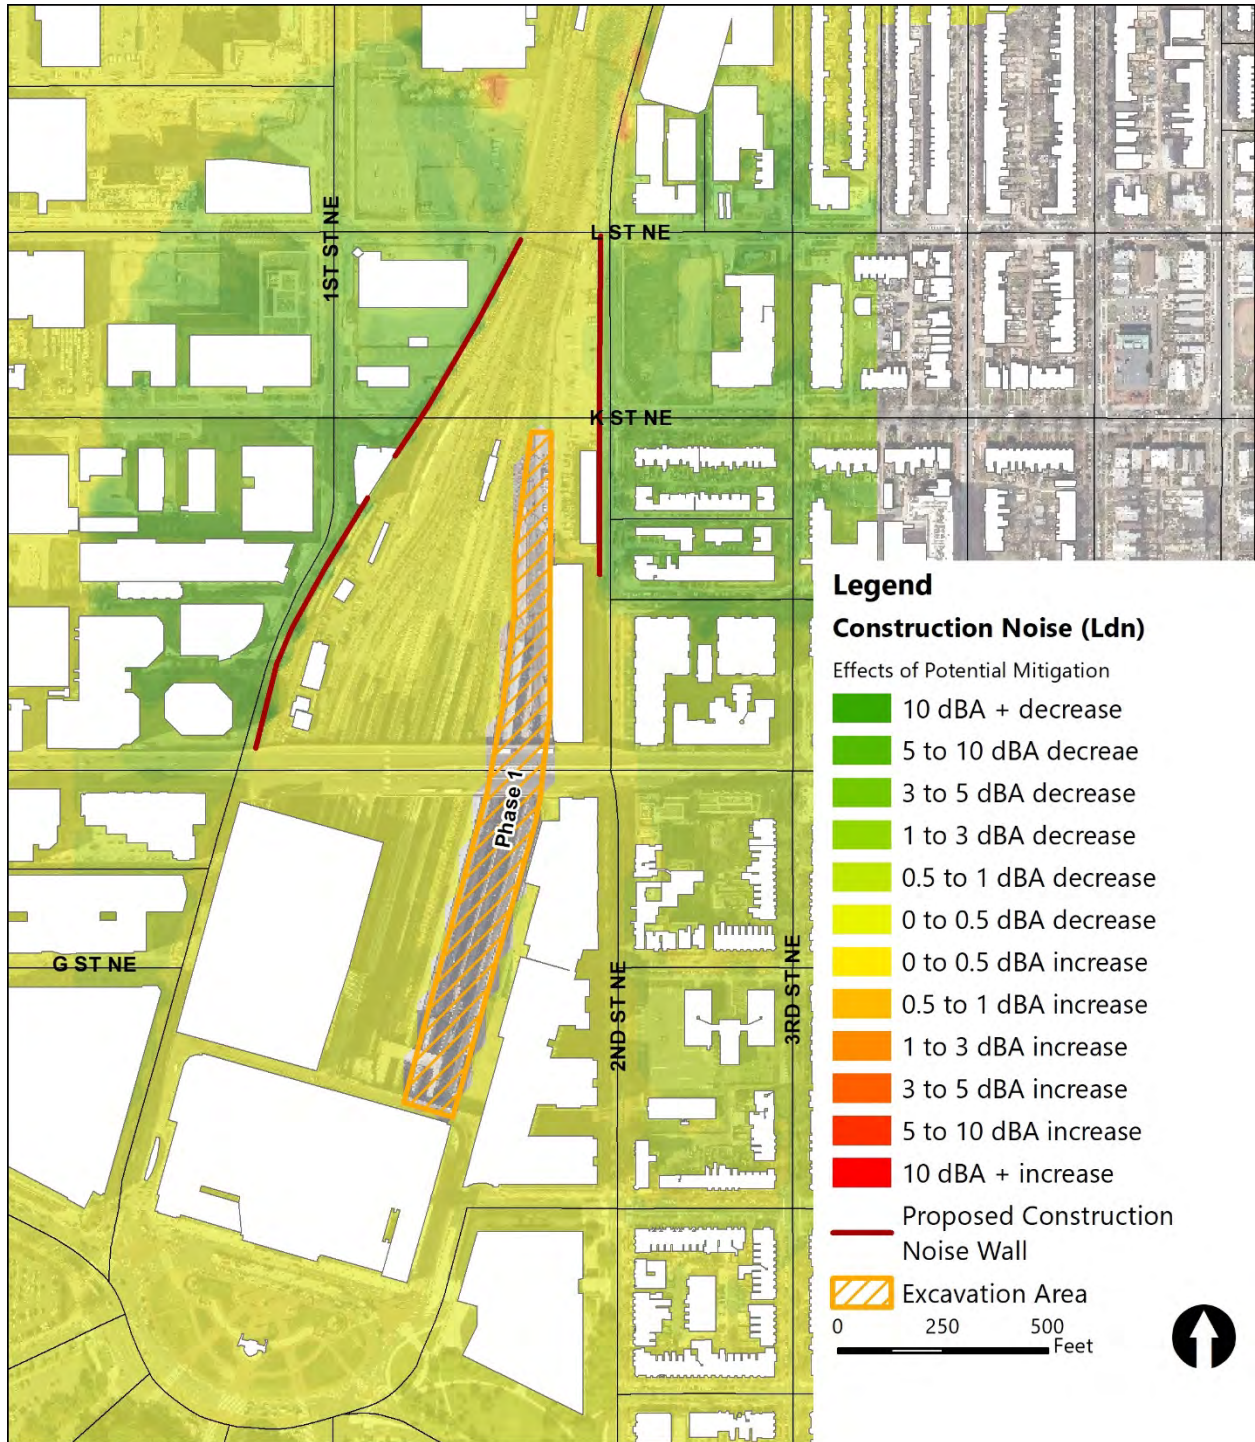 1ST ST NE
L ST NE
K ST NE
Phase 1
G ST NE
2ND ST NE
3RD ST NE
Legend
Construction Noise (Ldn)
Effects of Potential Mitigation
10 dBA + decrease
5 to 10 dBA decreae
3 to 5 dBA decrease
1 to 3 dBA decrease
0.5 to 1 dBA decrease
0 to 0.5 dBA decrease
0 to 0.5 dBA increase
0.5 to 1 dBA increase
1 to 3 dBA increase
3 to 5 dBA increase
5 to 10 dBA increase
10 dBA + increase
Proposed Construction
Noise Wall
Excavation Area
0 250 500
Feet